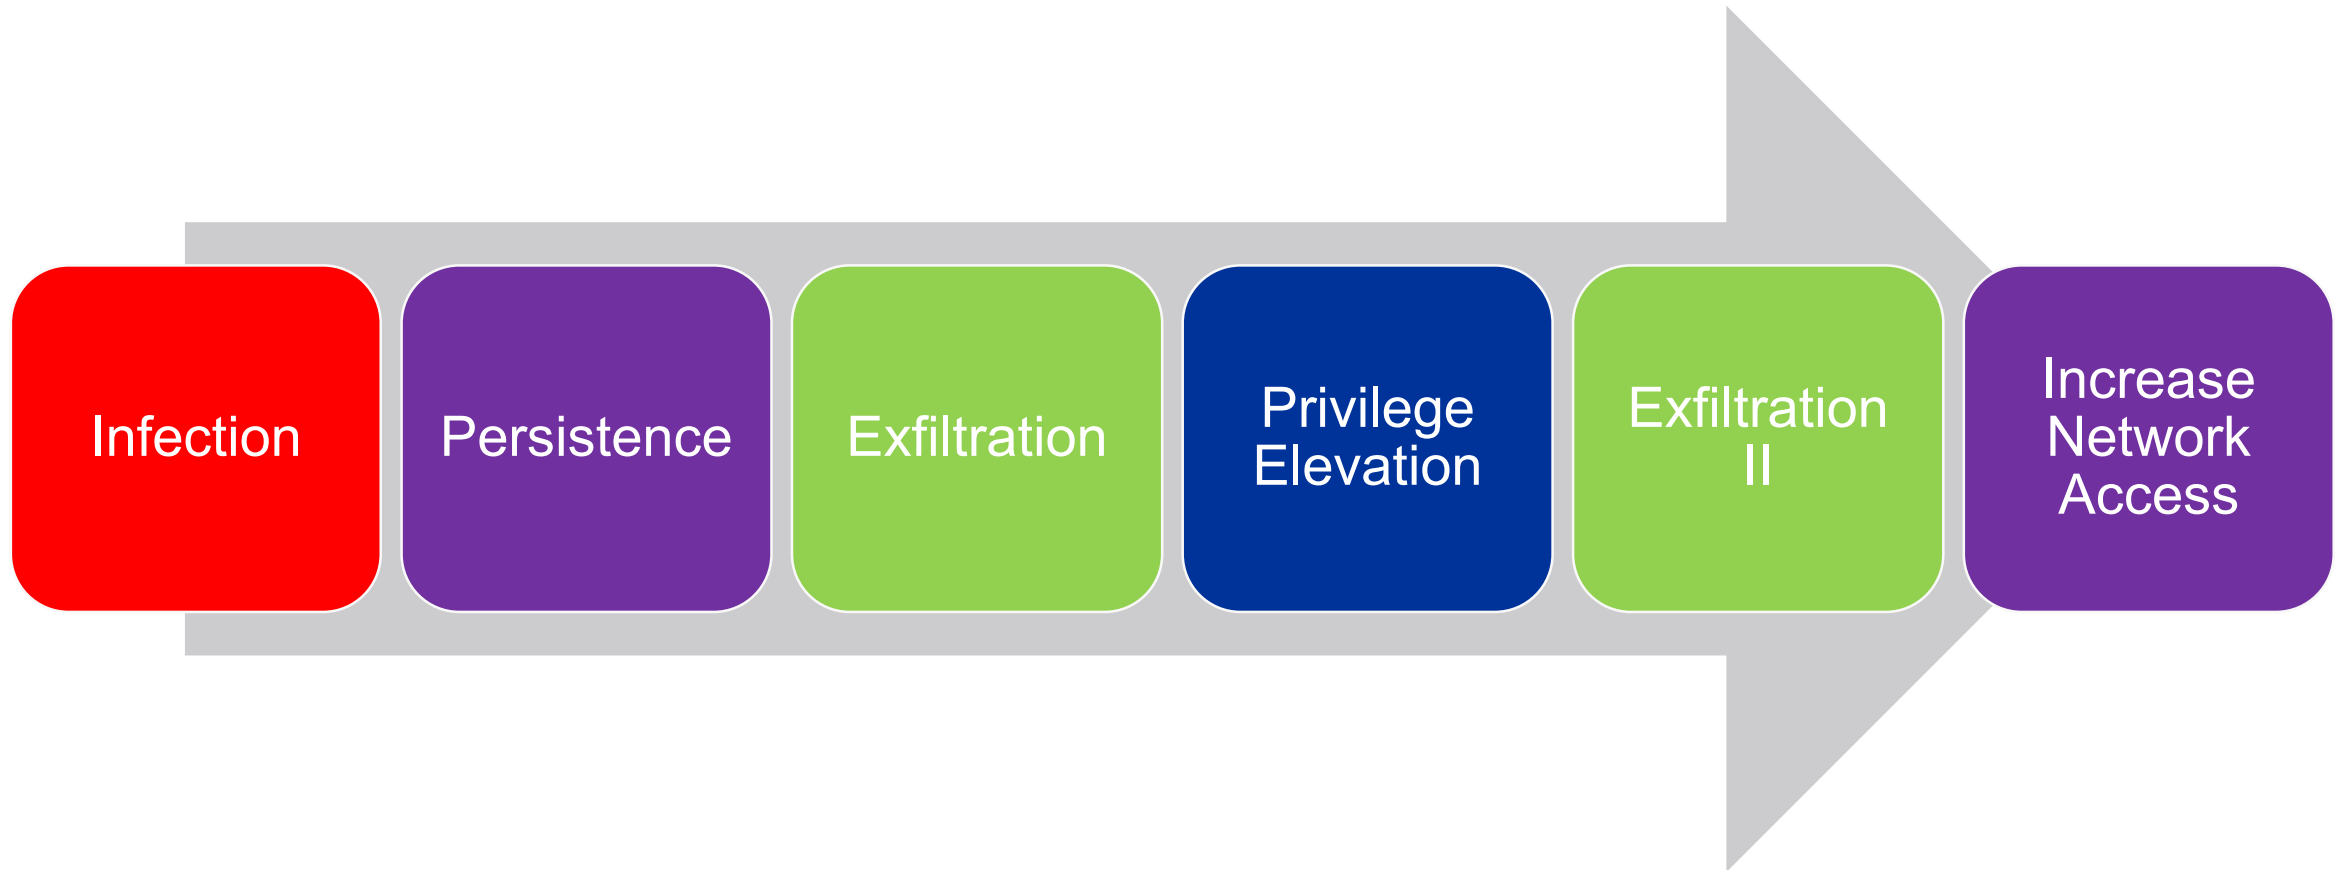 Infection
Persistence
Exfiltration
Privilege
Elevation
Exfiltration
II
Increase
Network
Access